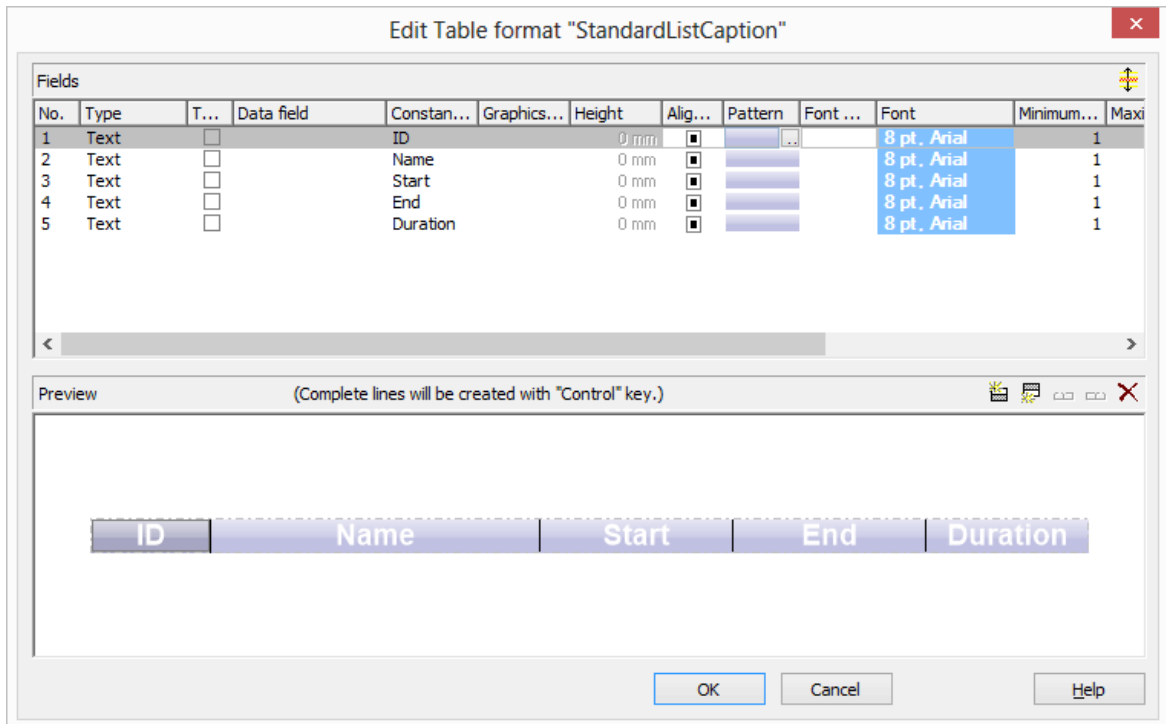 Edit Table format "StandardListCaption"
Fields
No. Type T... Data field Constan... Graphics... Height Alig... Pattern Font ... Font Minimum... Maxi
1 Text ID 0 mm .. 8 pt, Arial 1
2 Text Name 0 mm 8 pt, Arial 1
3 Text Start 0 mm 8 pt, Arial 1
4 Text End 0 mm 8 pt, Arial 1
5 Text Duration 0 mm 8 pt, Arial 1
Preview (Complete lines will be created with "Control" key.)
ID Name Start End Duration
OK Cancel Help